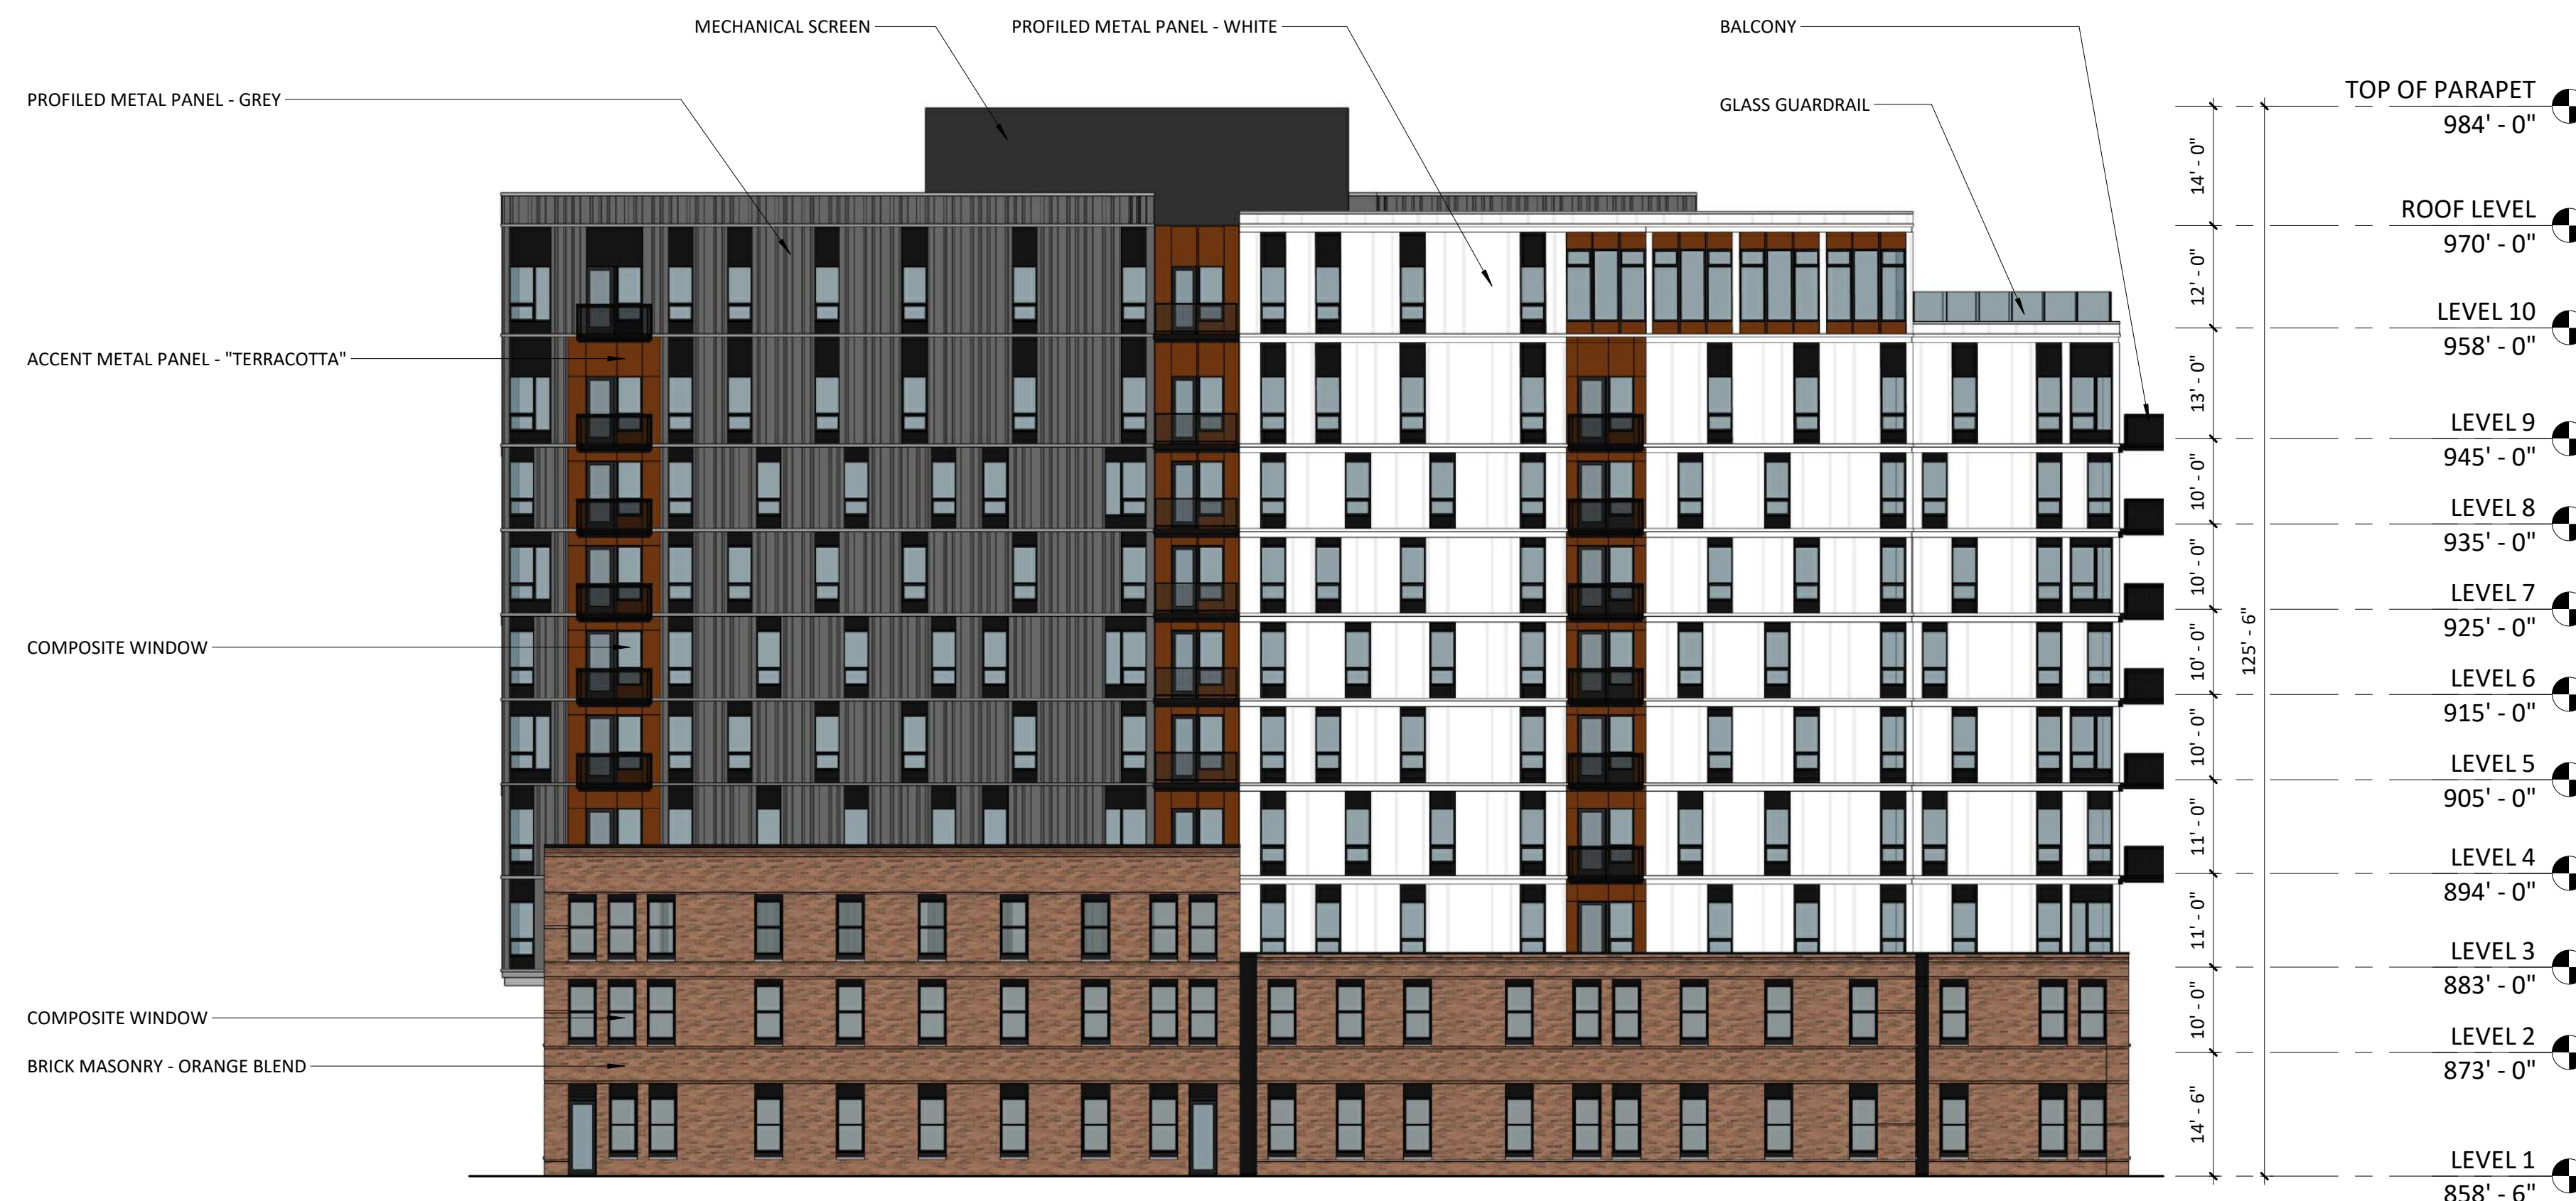 MECHANICAL SCREEN
PROFILED METAL PANEL - WHITE
BALCONY
PROFILED METAL PANEL - GREY
GLASS GUARDRAIL
ACCENT METAL PANEL - "TERRACOTTA"
COMPOSITE WINDOW
COMPOSITE WINDOW
BRICK MASONRY - ORANGE BLEND
14' - 0"
12' - 0"
13' - 0"
10' - 0"
10' - 0"
10' - 0"
10' - 0"
11' - 0"
11' - 0"
10' - 0"
14' - 6"
125' - 6"
TOP OF PARAPET
984' - 0"
ROOF LEVEL
970' - 0"
LEVEL 10
958' - 0"
LEVEL 9
945' - 0"
LEVEL 8
935' - 0"
LEVEL 7
925' - 0"
LEVEL 6
915' - 0"
LEVEL 5
905' - 0"
LEVEL 4
894' - 0"
LEVEL 3
883' - 0"
LEVEL 2
873' - 0"
LEVEL 1
858' - 6"